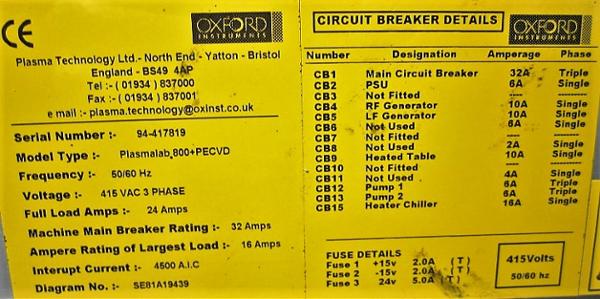 CE
OXFORD
INSTRUMENTS
Plasma Technology Ltd.- North End - Yatton - Bristol
England - BS49 4AP
Tel :- ( 01934 ) 837000
Fax :- ( 01934 ) 837001
e mail :- plasma.technology@oxinst.co.uk
Serial Number :- 94-417819
Model Type :- Plasmalab 800+PECVD
Frequency :- 50/60 Hz
Voltage :- 415 VAC 3 PHASE
Full Load Amps :- 24 Amps
Machine Main Breaker Rating :- 32 Amps
Ampere Rating of Largest Load :- 16 Amps
Interupt Current :- 4500 A.I.C
Diagram No. :- SE81A19439
CIRCUIT BREAKER DETAILS
OXFORD
INSTRUMENTS
Number Designation Amperage Phase
CB1 Main Circuit Breaker 32A Triple
CB2 PSU 6A Single
CB3 Not Fitted
CB4 RF Generator 10A Single
CB5 LF Generator 10A Single
CB6 Not Used 6A Single
CB7 Not Fitted
CB8 Not Used 2A Single
CB9 Heated Table 10A Single
CB10 Not Fitted
CB11 Not Used 4A Single
CB12 Pump 1 6A Triple
CB13 Pump 2 6A Triple
CB15 Heater Chiller 16A Single
FUSE DETAILS
Fuse 1 +15v 2.0A ( T )
Fuse 2 -15v 2.0A ( T )
Fuse 3 24v 5.0A ( T )
415Volts
50/60 hz